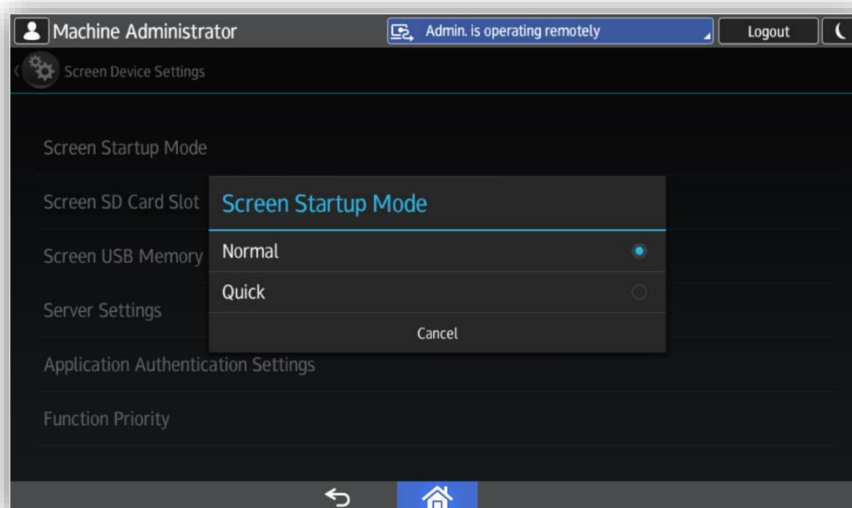 Machine Administrator
Admin. is operating remotely
Logout
Screen Device Settings
Screen Startup Mode
Screen SD Card Slot
Screen USB Memory
Server Settings
Application Authentication Settings
Function Priority
Screen Startup Mode
Normal
Quick
Cancel